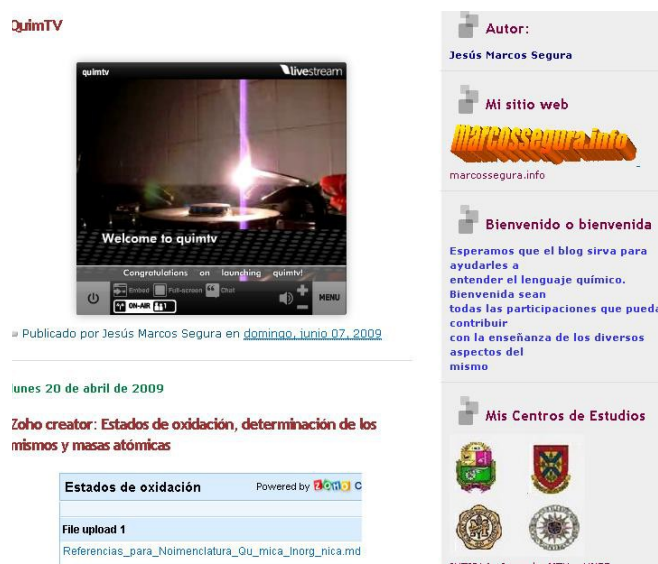 QuimTV
quimtv
livestream
Welcome to quimtv
Congratulations on launching quimtv!
Embed
Full-screen
Chat
ON-AIR
MENU
Publicado por Jesús Marcos Segura en domingo, junio 07, 2009
lunes 20 de abril de 2009
Zoho creator: Estados de oxidación, determinación de los
mismos y masas atómicas
Estados de oxidación
Powered by ZOHO C
File upload 1
Referencias_para_Noimenclatura_Qu_mica_Inorg_nica.md
Autor:
Jesús Marcos Segura
Mi sitio web
marcossegura.info
marcossegura.info
Bienvenido o bienvenida
Esperamos que el blog sirva para
ayudarles a
entender el lenguaje químico.
Bienvenida sean
todas las participaciones que pueda
contribuir
con la enseñanza de los diversos
aspectos del
mismo
Mis Centros de Estudios